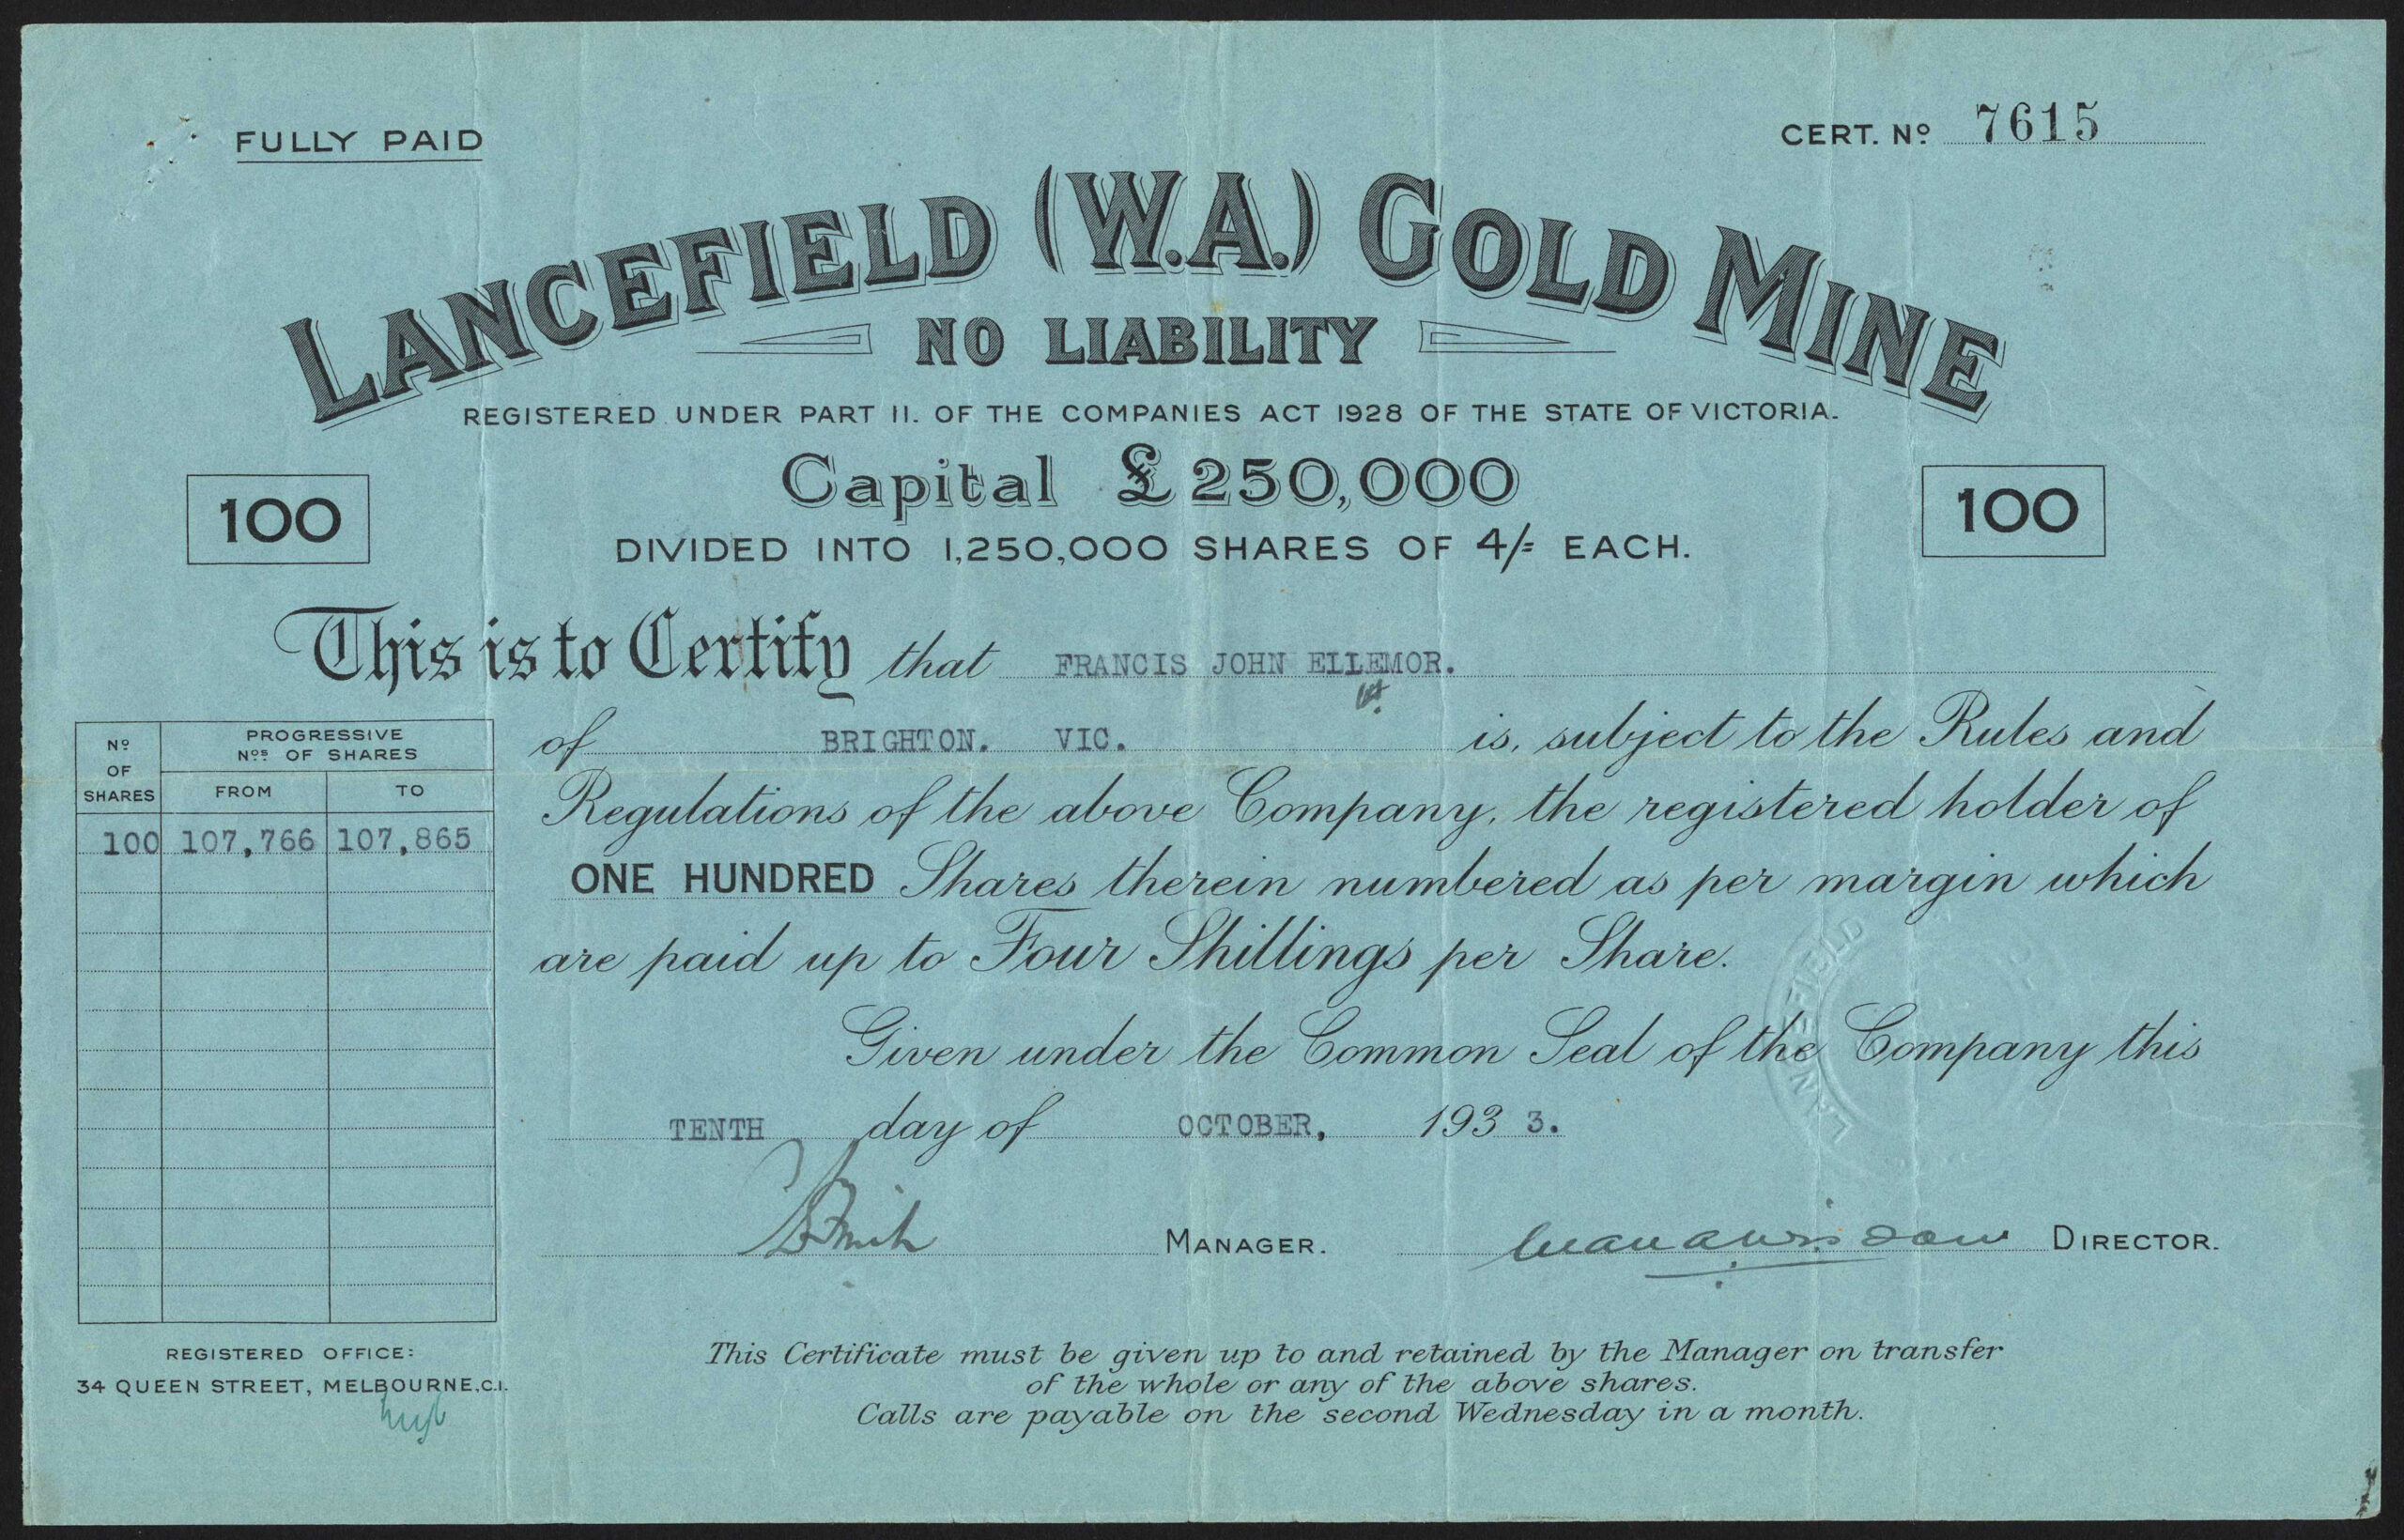 FULLY PAID
CERT. Nº 7615
LANCEFIELD (W.A.) GOLD MINE
NO LIABILITY
REGISTERED UNDER PART II. OF THE COMPANIES ACT 1928 OF THE STATE OF VICTORIA.
100
Capital £250,000
100
DIVIDED INTO 1,250,000 SHARES OF 4/= EACH.
This is to Certify that FRANCIS JOHN ELLEMOR.
of BRIGHTON. VIC. is, subject to the Rules and
Regulations of the above Company, the registered holder of
ONE HUNDRED Shares therein numbered as per margin which
are paid up to Four Shillings per Share.
Given under the Common Seal of the Company this
TENTH day of OCTOBER, 193 3.
MANAGER.
DIRECTOR.
Nº OF SHARES
PROGRESSIVE
Nºs OF SHARES
FROM TO
100 107,766 107,865
REGISTERED OFFICE:
34 QUEEN STREET, MELBOURNE.C.I.
This Certificate must be given up to and retained by the Manager on transfer
of the whole or any of the above shares.
Calls are payable on the second Wednesday in a month.
LANCEFIELD